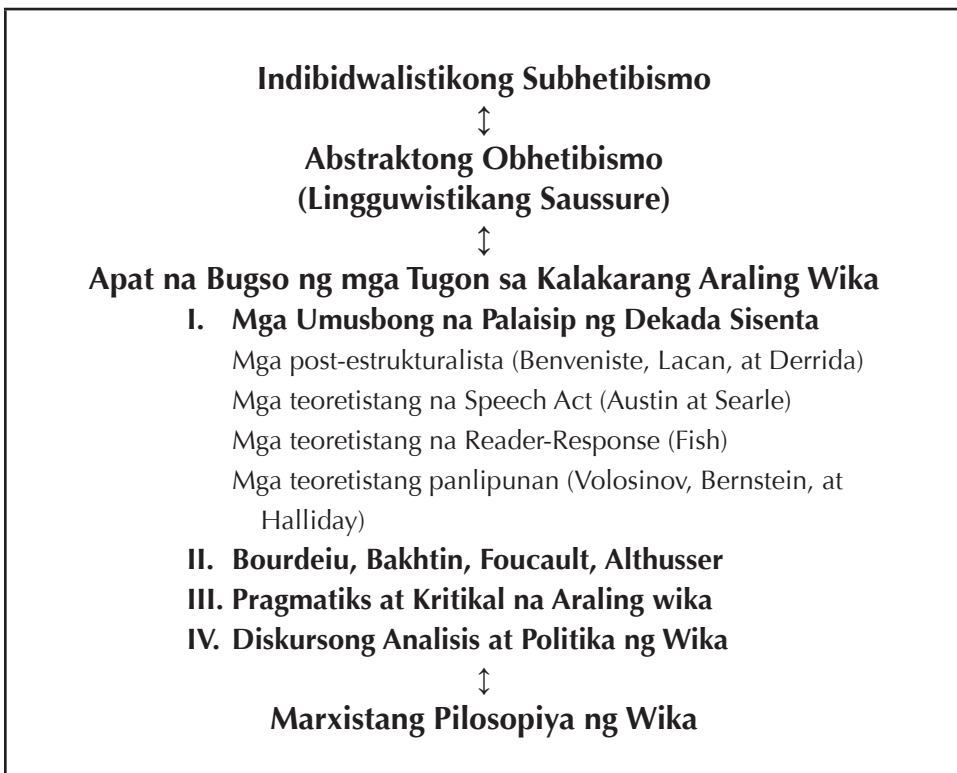 Indibidwalistikong Subhetibismo
↕
Abstraktong Obhetibismo
(Lingguwistikang Saussure)
↕
Apat na Bugso ng mga Tugon sa Kalakarang Araling Wika
I. Mga Umusbong na Palaisip ng Dekada Sisenta
Mga post-estrukturalista (Benveniste, Lacan, at Derrida)
Mga teoretistang na Speech Act (Austin at Searle)
Mga teoretistang na Reader-Response (Fish)
Mga teoretistang panlipunan (Volosinov, Bernstein, at
Halliday)
II. Bourdeiu, Bakhtin, Foucault, Althusser
III. Pragmatiks at Kritikal na Araling wika
IV. Diskursong Analisis at Politika ng Wika
↕
Marxistang Pilosopiya ng Wika